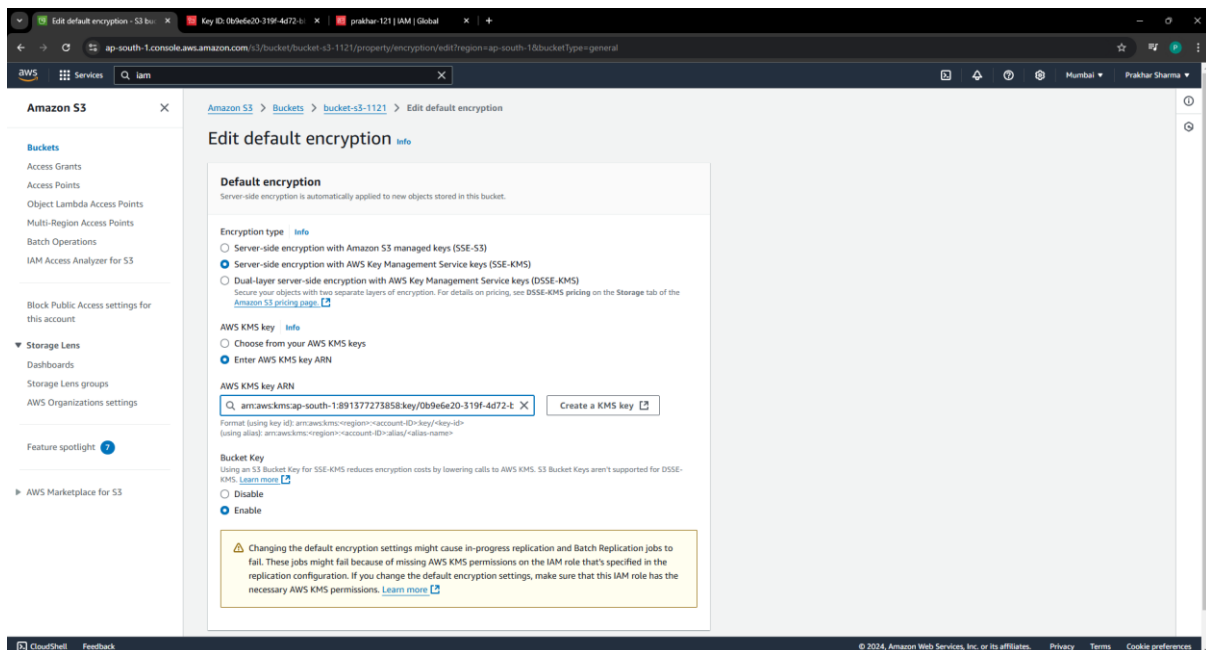 Edit default encryption - S3 bu
Key ID: 0b9e6e20-319f-4d72-b
prakhar-121 | IAM | Global
ap-south-1.console.aws.amazon.com/s3/bucket/bucket-s3-1121/property/encryption/edit?region=ap-south-1&bucketType=general
P
aws
Services
iam
Mumbai
Prakhar Sharma
Amazon S3
Buckets
Access Grants
Access Points
Object Lambda Access Points
Multi-Region Access Points
Batch Operations
IAM Access Analyzer for S3
Block Public Access settings for
this account
Storage Lens
Dashboards
Storage Lens groups
AWS Organizations settings
Feature spotlight 7
AWS Marketplace for S3
Amazon S3 > Buckets > bucket-s3-1121 > Edit default encryption
Edit default encryption Info
Default encryption
Server-side encryption is automatically applied to new objects stored in this bucket.
Encryption type Info
Server-side encryption with Amazon S3 managed keys (SSE-S3)
Server-side encryption with AWS Key Management Service keys (SSE-KMS)
Dual-layer server-side encryption with AWS Key Management Service keys (DSSE-KMS)
Secure your objects with two separate layers of encryption. For details on pricing, see DSSE-KMS pricing on the Storage tab of the
Amazon S3 pricing page.
AWS KMS key Info
Choose from your AWS KMS keys
Enter AWS KMS key ARN
AWS KMS key ARN
arn:aws:kms:ap-south-1:891377273858:key/0b9e6e20-319f-4d72-b
Create a KMS key
Format (using key id): arn:aws:kms:<region>:<account-ID>:key/<key-id>
(using alias): arn:aws:kms:<region>:<account-ID>:alias/<alias-name>
Bucket Key
Using an S3 Bucket Key for SSE-KMS reduces encryption costs by lowering calls to AWS KMS. S3 Bucket Keys aren't supported for DSSE-
KMS. Learn more
Disable
Enable
Changing the default encryption settings might cause in-progress replication and Batch Replication jobs to
fail. These jobs might fail because of missing AWS KMS permissions on the IAM role that's specified in the
replication configuration. If you change the default encryption settings, make sure that this IAM role has the
necessary AWS KMS permissions. Learn more
CloudShell Feedback
© 2024, Amazon Web Services, Inc. or its affiliates. Privacy Terms Cookie preferences